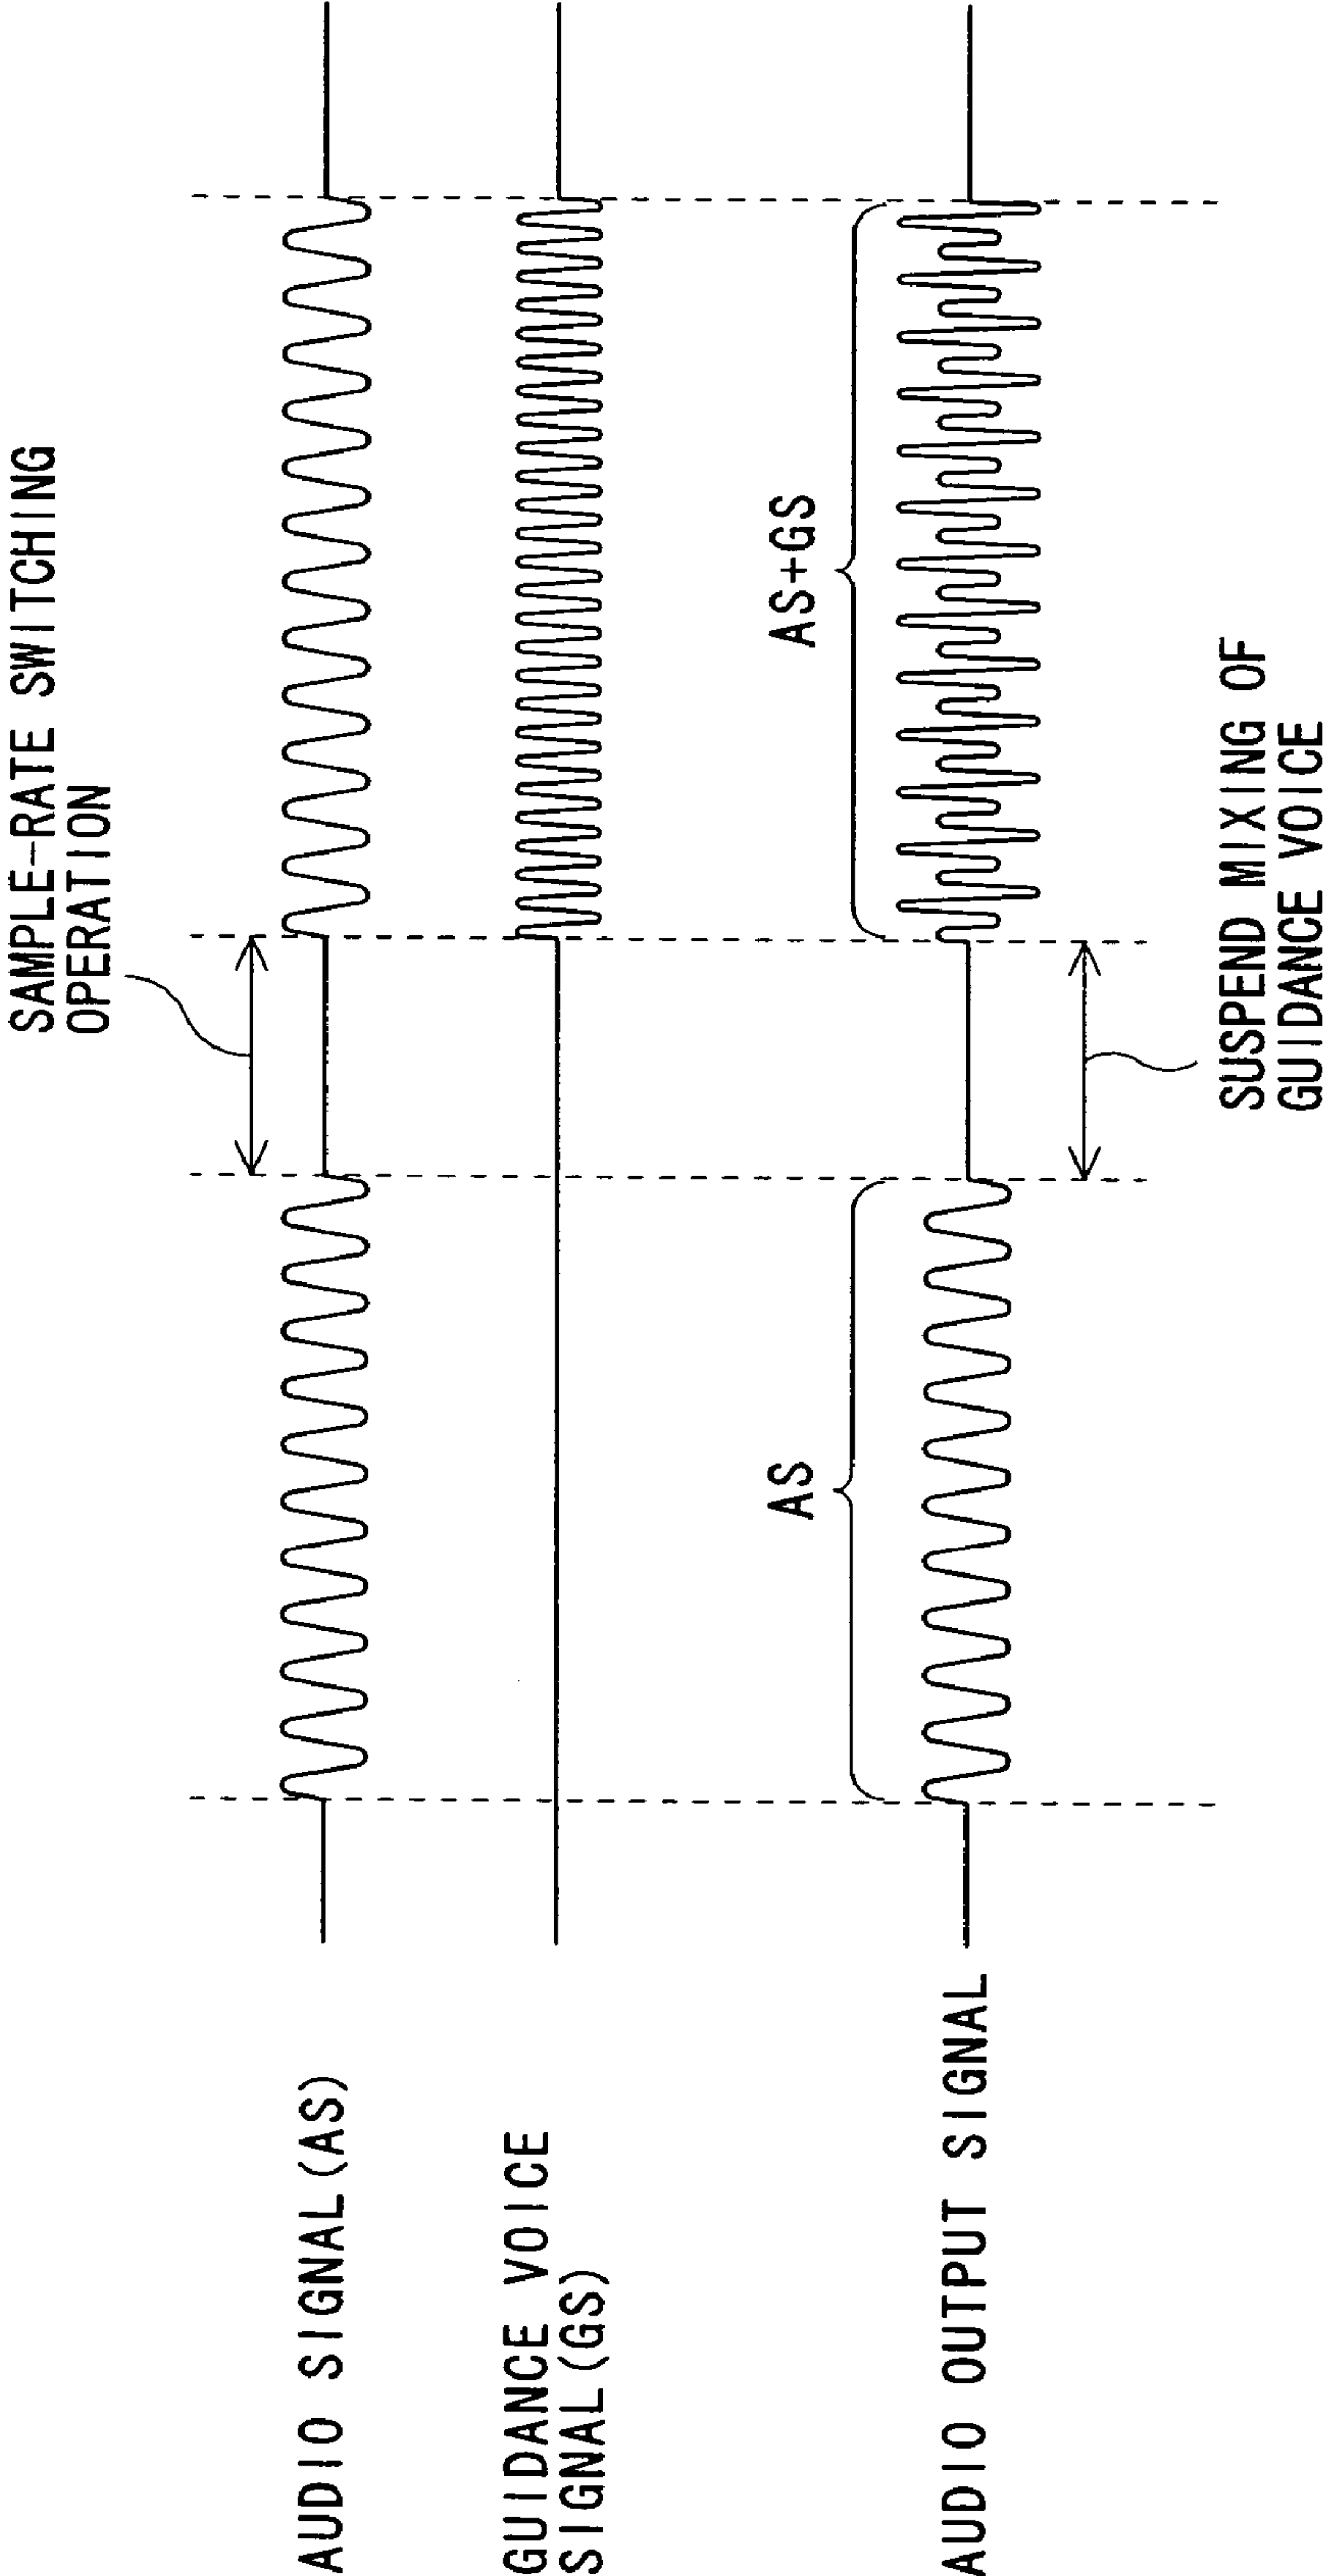 SAMPLE-RATE SWITCHING
OPERATION
AUDIO SIGNAL(AS)
GUIDANCE VOICE
SIGNAL(GS)
AS
AS+GS
AUDIO OUTPUT SIGNAL
SUSPEND MIXING OF
GUIDANCE VOICE